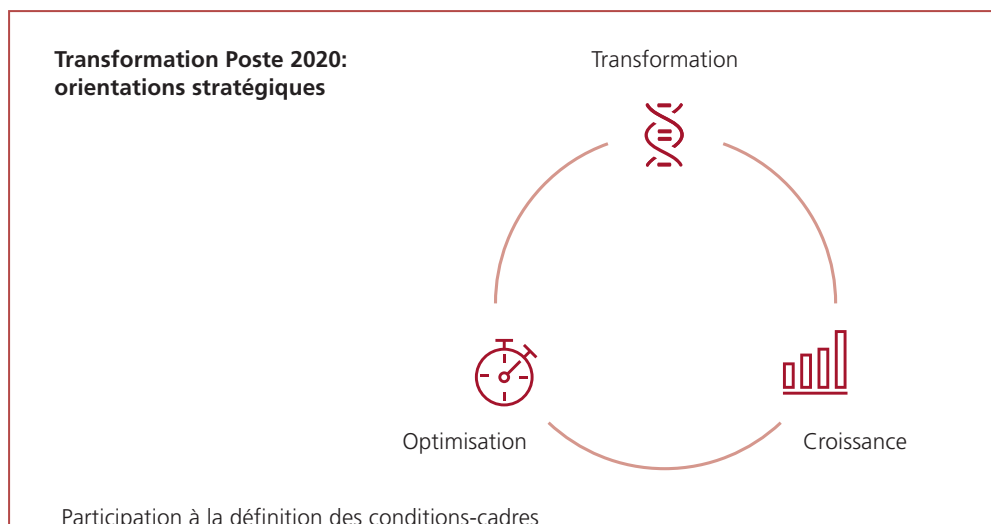 Transformation Poste 2020:
orientations stratégiques
Transformation
Optimisation
Croissance
Participation à la définition des conditions-cadres